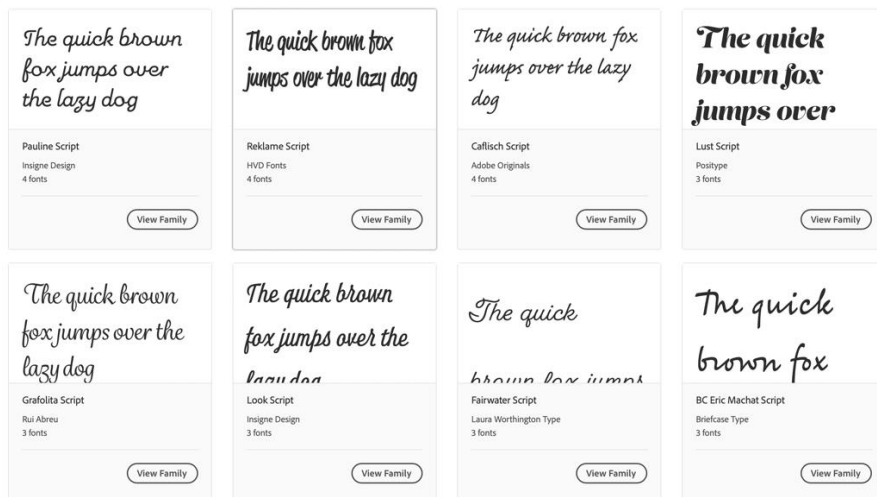 The quick brown
fox jumps over
the lazy dog
Pauline Script
Insigne Design
4 fonts
View Family
The quick brown fox
jumps over the lazy dog
Reklame Script
HVD Fonts
4 fonts
View Family
The quick brown fox
jumps over the lazy
dog
Caflisch Script
Adobe Originals
4 fonts
View Family
The quick
brown fox
jumps over
Lust Script
Positype
3 fonts
View Family
The quick brown
fox jumps over the
lazy dog
Grafolita Script
Rui Abreu
3 fonts
View Family
The quick brown
fox jumps over the
lazy dog
Look Script
Insigne Design
3 fonts
View Family
The quick
brown fox jumps
Fairwater Script
Laura Worthington Type
3 fonts
View Family
The quick
brown fox
BC Eric Machat Script
Briefcase Type
3 fonts
View Family